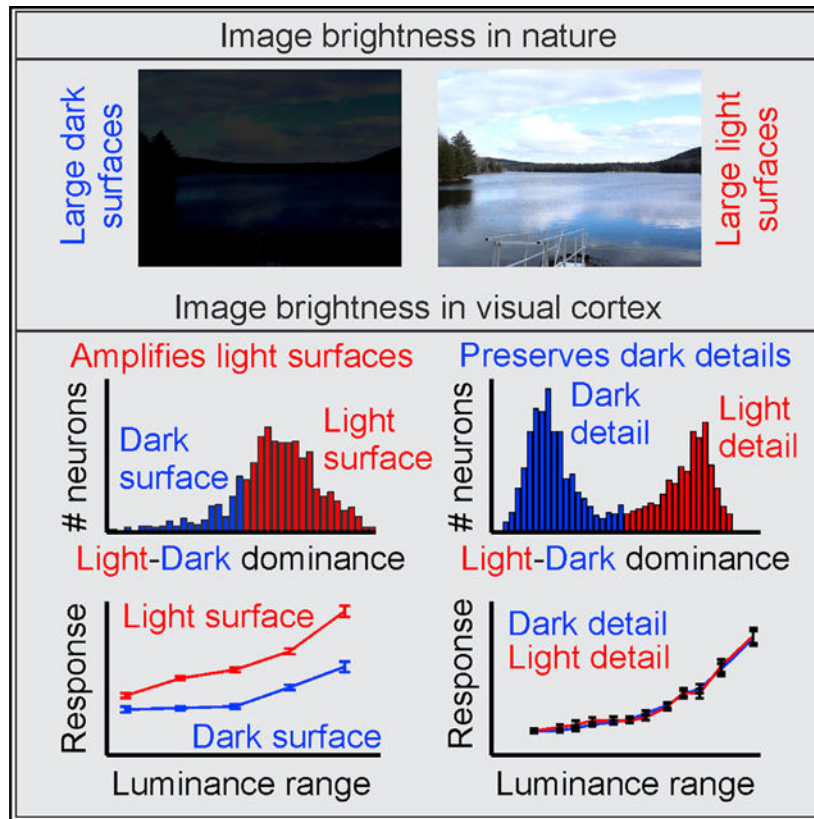 Image brightness in nature
Large dark
surfaces
Large light
surfaces
Image brightness in visual cortex
Amplifies light surfaces
# neurons
Dark
surface
Light
surface
Light-Dark dominance
Preserves dark details
# neurons
Dark
detail
Light
detail
Light-Dark dominance
Response
Light surface
Dark surface
Luminance range
Response
Dark detail
Light detail
Luminance range